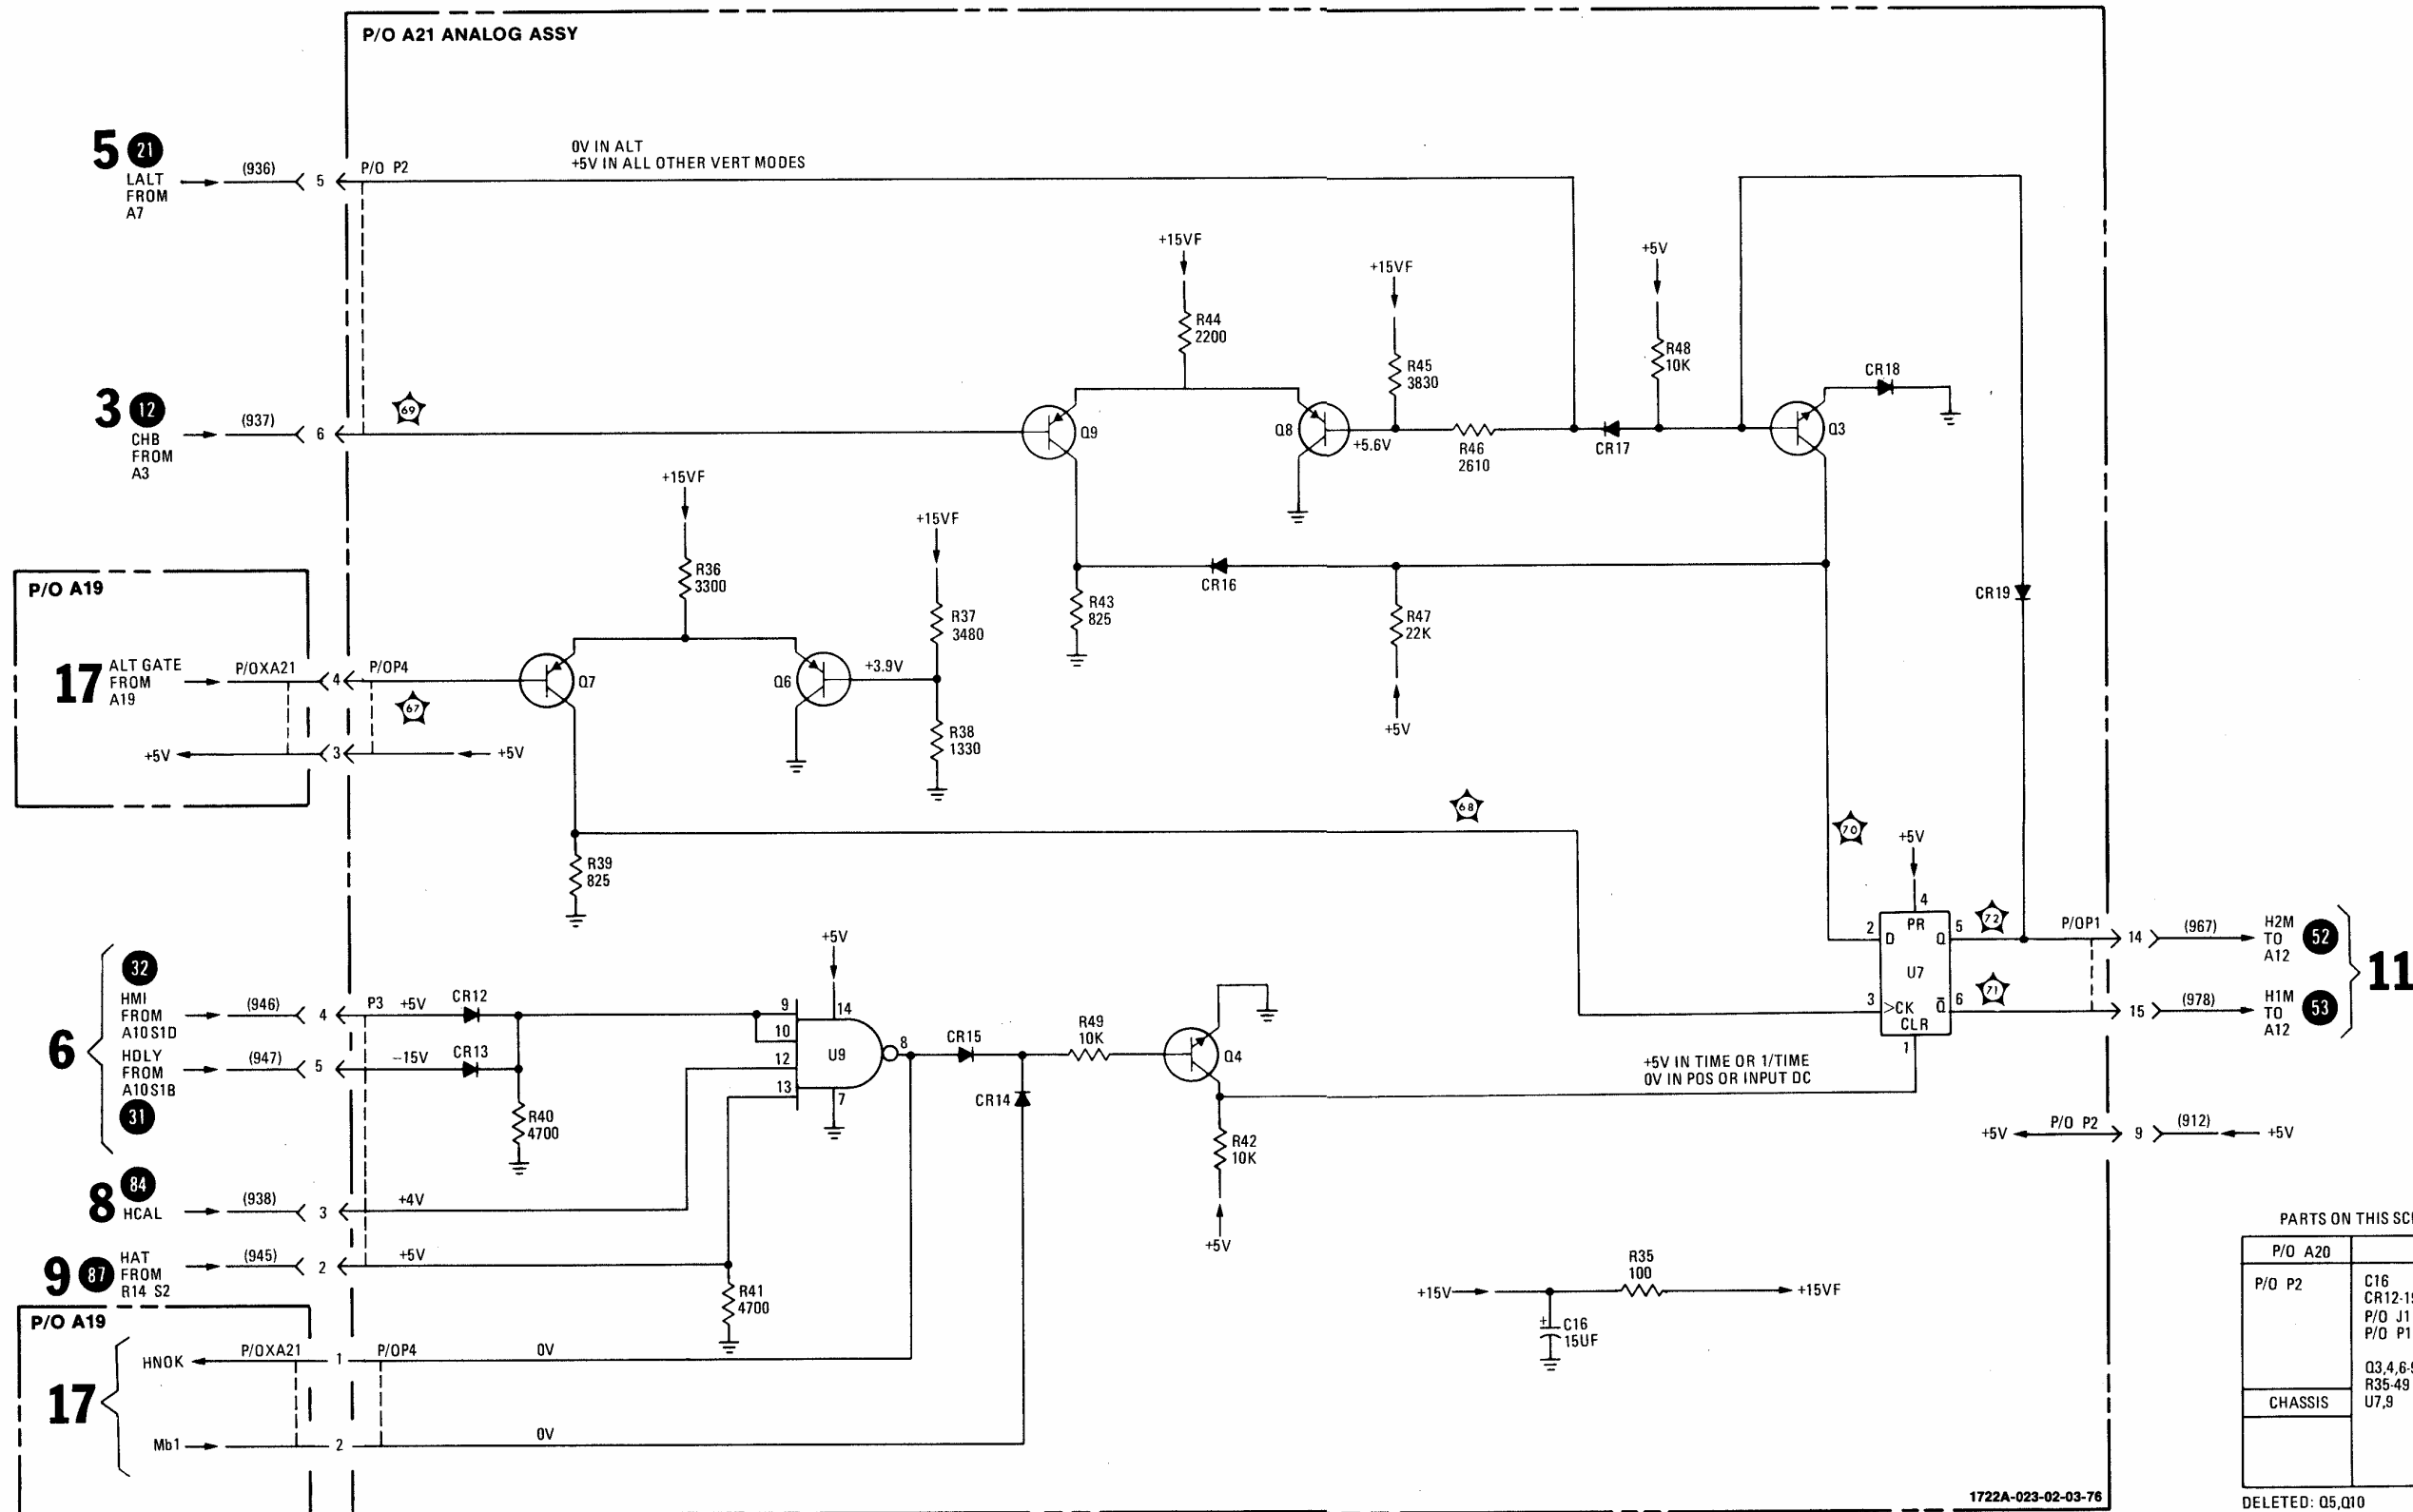 P/O A21 ANALOG ASSY
5 21
LALT
FROM
A7
(936)
5
P/O P2
0V IN ALT
+5V IN ALL OTHER VERT MODES
+15VF
R44
2200
+15VF
R45
3830
+5V
R48
10K
CR18
3 12
CHB
FROM
A3
(937)
6
69
Q9
Q8
+5.6V
R46
2610
CR17
Q3
+15VF
R36
3300
+15VF
R37
3480
R43
825
CR16
R47
22K
+5V
CR19
P/O A19
17
ALT GATE
FROM
A19
P/OXA21
4
P/OP4
67
Q7
Q6
+3.9V
R38
1330
+5V
3
+5V
68
70
R39
825
+5V
4
2
D
PR
Q
5
72
U7
3
>CK
CLR
Q̅
6
71
1
P/OP1
14
(967)
H2M
TO
A12
52
15
(978)
H1M
TO
A12
53
11
6
32
HMI
FROM
A10S1D
(946)
4
P3
+5V
CR12
HDLY
FROM
A10S1B
31
(947)
5
-15V
CR13
R40
4700
+5V
14
9
10
12
13
U9
8
7
CR15
CR14
R49
10K
Q4
R42
10K
+5V
+5V IN TIME OR 1/TIME
0V IN POS OR INPUT DC
+5V
P/O P2
9
(912)
+5V
8 84
HCAL
(938)
3
+4V
9 87
HAT
FROM
R14 S2
(945)
2
+5V
R41
4700
+15V
R35
100
+15VF
C16
15UF
+
P/O A19
17
HNOK
P/OXA21
1
P/OP4
0V
Mb1
2
0V
PARTS ON THIS
P/O A20
P/O P2
C16
P/O J1
P/O P1
R35-49
U7,9
CHASSIS
DELETED: Q5,Q10
1722A-023-02-03-76